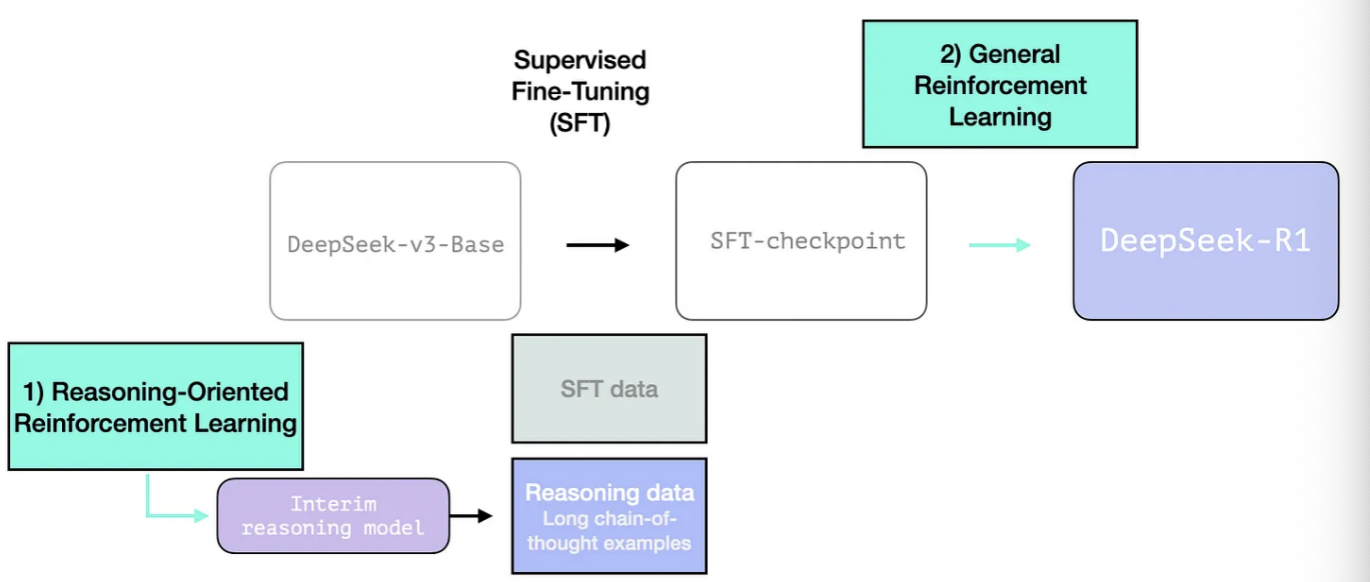 Supervised
Fine-Tuning
(SFT)
2) General
Reinforcement
Learning
DeepSeek-v3-Base
SFT-checkpoint
DeepSeek-R1
1) Reasoning-Oriented
Reinforcement Learning
SFT data
Interim
reasoning model
Reasoning data
Long chain-of-
thought examples